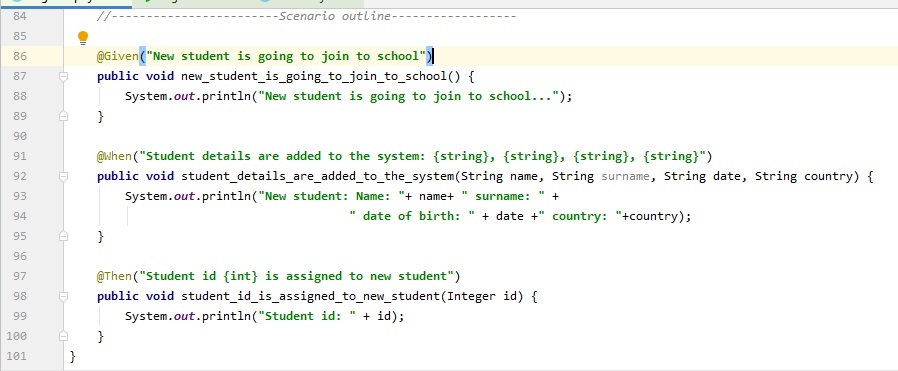 84 //------------------------Scenario outline------------------
85
86 @Given("New student is going to join to school")
87 public void new_student_is_going_to_join_to_school() {
88 System.out.println("New student is going to join to school...");
89 }
90
91 @When("Student details are added to the system: {string}, {string}, {string}, {string}")
92 public void student_details_are_added_to_the_system(String name, String surname, String date, String country) {
93 System.out.println("New student: Name: "+ name+ " surname: " +
94 " date of birth: " + date +" country: "+country);
95 }
96
97 @Then("Student id {int} is assigned to new student")
98 public void student_id_is_assigned_to_new_student(Integer id) {
99 System.out.println("Student id: " + id);
100 }
101 }